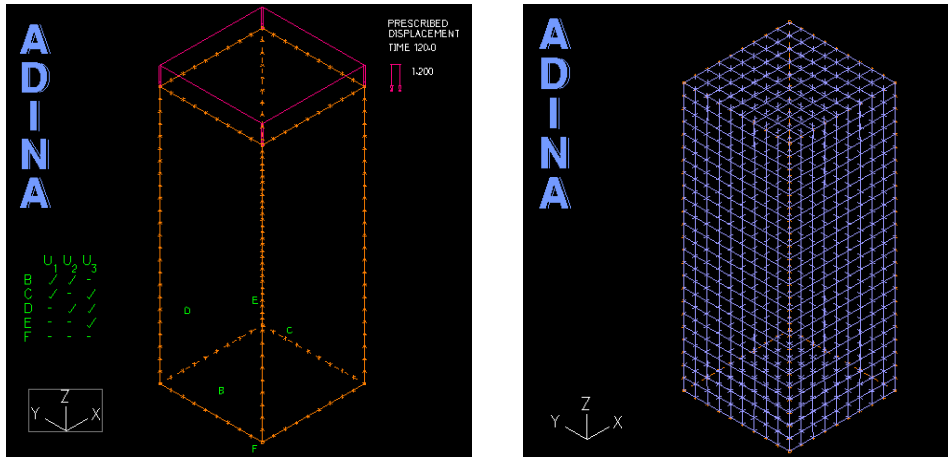 ADINA
PRESCRIBED
DISPLACEMENT
TIME 120.0
1.200
U1 U2 U3
B ✓ ✓ -
C ✓ - ✓
D - ✓ ✓
E - - ✓
F - - -
E
D
C
B
F
Z
Y X
ADINA
Z
Y X